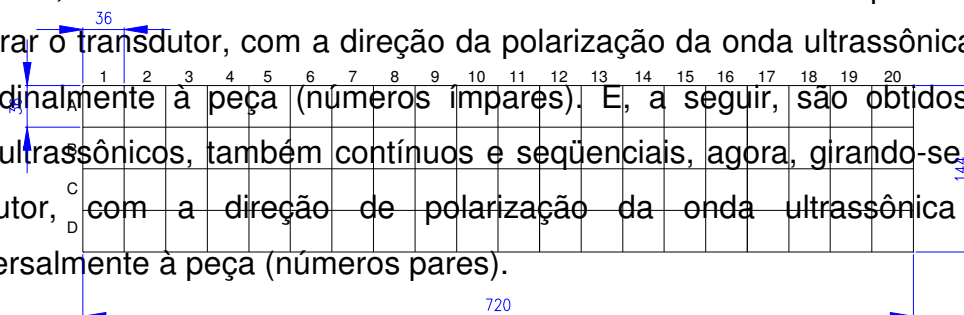 36
rar o transdutor, com a direção da polarização da onda ultrassônica
1 2 3 4 5 6 7 8 9 10 11 12 13 14 15 16 17 18 19 20
dinalmente à peça (números ímpares). E, a seguir, são obtidos
36 A
ultrassônicos, também contínuos e seqüenciais, agora, girando-se
B
144
C
utor, com a direção de polarização da onda ultrassônica
D
ersalmente à peça (números pares).
720